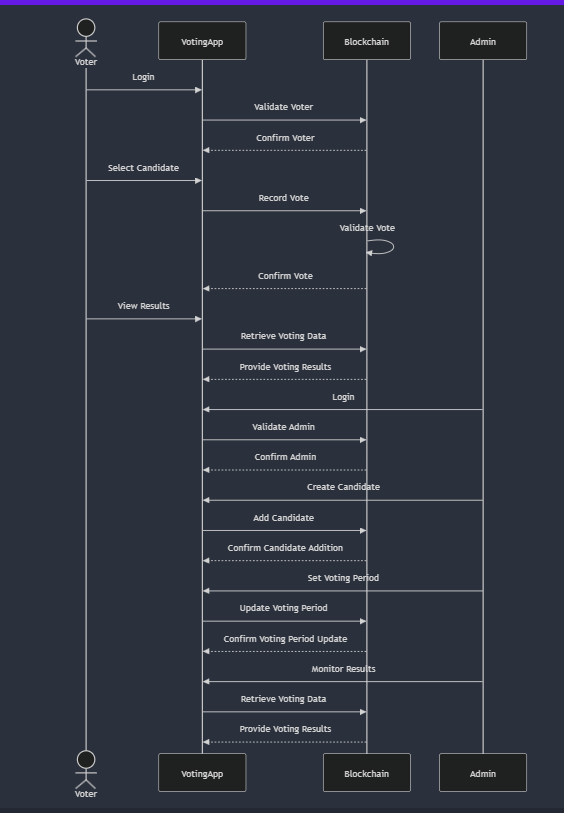 VotingApp
Blockchain
Admin
Voter
Login
Validate Voter
Confirm Voter
Select Candidate
Record Vote
Validate Vote
Confirm Vote
View Results
Retrieve Voting Data
Provide Voting Results
Login
Validate Admin
Confirm Admin
Create Candidate
Add Candidate
Confirm Candidate Addition
Set Voting Period
Update Voting Period
Confirm Voting Period Update
Monitor Results
Retrieve Voting Data
Provide Voting Results
VotingApp
Blockchain
Admin
Voter